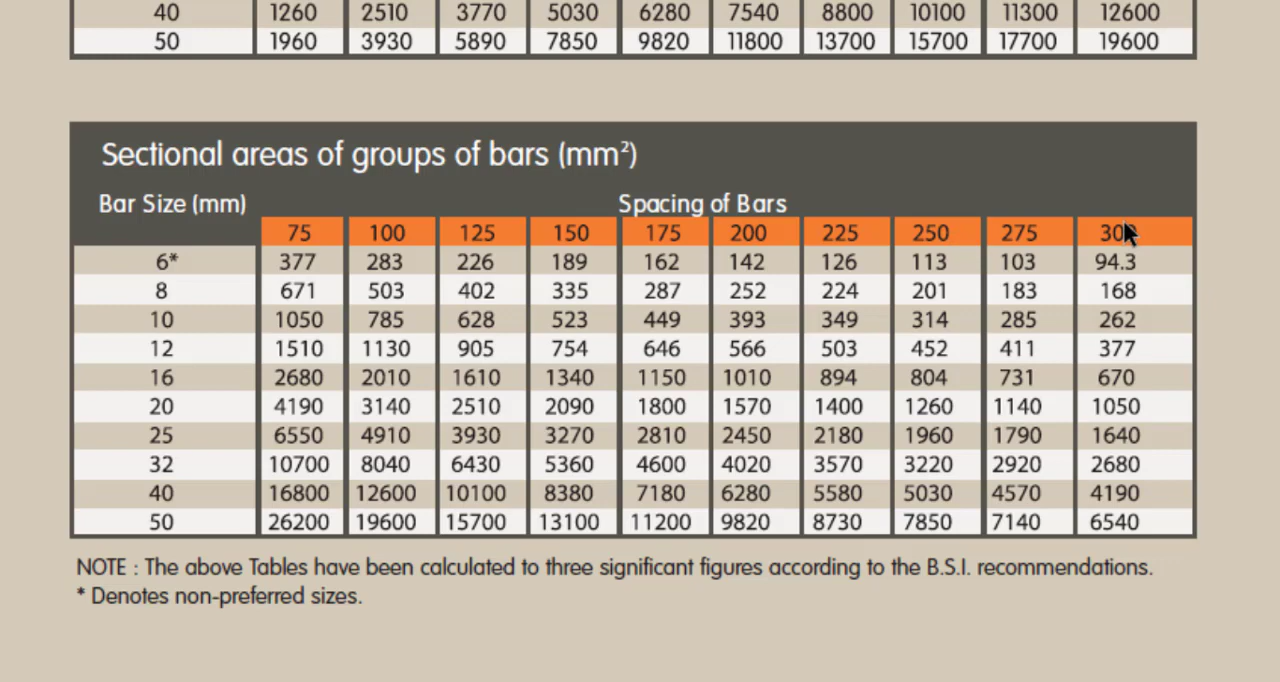 40 1260 2510 3770 5030 6280 7540 8800 10100 11300 12600
50 1960 3930 5890 7850 9820 11800 13700 15700 17700 19600
Sectional areas of groups of bars (mm²)
Bar Size (mm) Spacing of Bars
75 100 125 150 175 200 225 250 275
6* 377 283 226 189 162 142 126 113 103 94.3
8 671 503 402 335 287 252 224 201 183 168
10 1050 785 628 523 449 393 349 314 285 262
12 1510 1130 905 754 646 566 503 452 411 377
16 2680 2010 1610 1340 1150 1010 894 804 731 670
20 4190 3140 2510 2090 1800 1570 1400 1260 1140 1050
25 6550 4910 3930 3270 2810 2450 2180 1960 1790 1640
32 10700 8040 6430 5360 4600 4020 3570 3220 2920 2680
40 16800 12600 10100 8380 7180 6280 5580 5030 4570 4190
50 26200 19600 15700 13100 11200 9820 8730 7850 7140 6540
NOTE : The above Tables have been calculated to three significant figures according to the B.S.I. recommendations.
* Denotes non-preferred sizes.